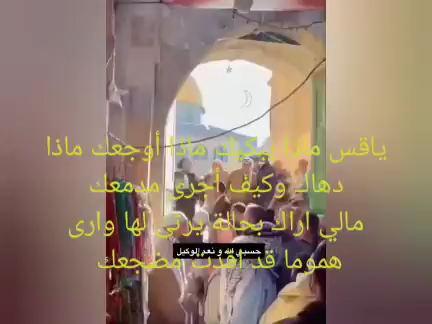 ياقس ماذا يبكيك ماذا أوجعك ماذا
دهاك وكيف أجرى مدمعك
مالي اراك بحالة يرثى لها وارى
حسبي الله و نعم الوكيل
هموما قد أقضت مضجعك